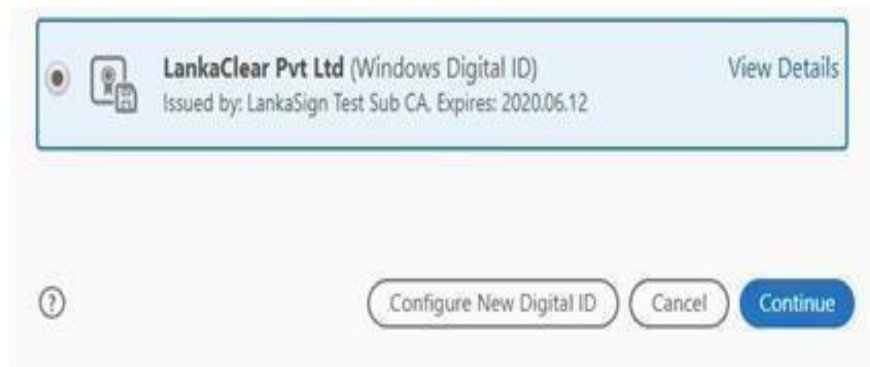 LankaClear Pvt Ltd (Windows Digital ID) View Details
Issued by: LankaSign Test Sub CA, Expires: 2020.06.12
? Configure New Digital ID Cancel Continue